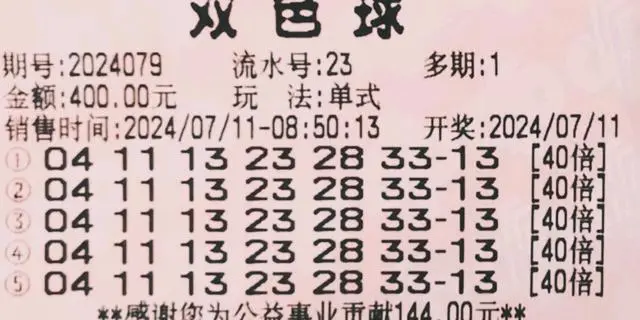 双色球
期号:2024079 流水号:23 多期:1
金额:400.00元 玩 法:单式
销售时间:2024/07/11-08:50:13 开奖:2024/07/11
① 04 11 13 23 28 33-13 [40倍]
② 04 11 13 23 28 33-13 [40倍]
③ 04 11 13 23 28 33-13 [40倍]
④ 04 11 13 23 28 33-13 [40倍]
⑤ 04 11 13 23 28 33-13 [40倍]
**感谢您为公益事业贡献144.00元**